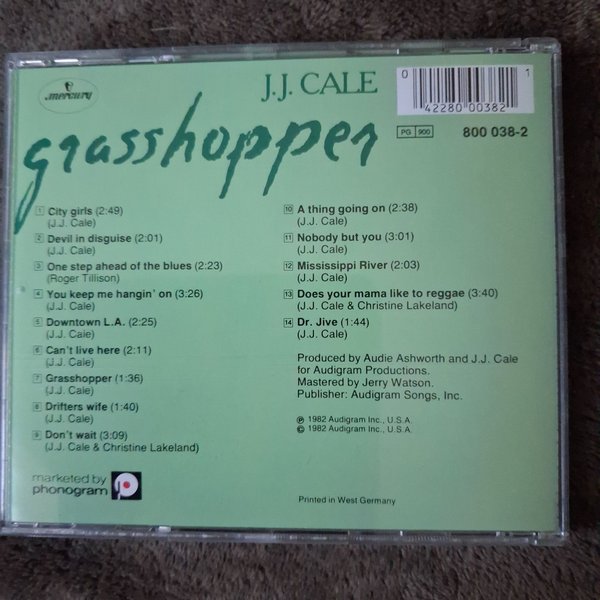 mercury
J.J. CALE
grasshopper
0 42280 00382 1
PG 900
800 038-2
1 City girls (2:49)
(J.J. Cale)
2 Devil in disguise (2:01)
(J.J. Cale)
3 One step ahead of the blues (2:23)
(Roger Tillison)
4 You keep me hangin' on (3:26)
(J.J. Cale)
5 Downtown L.A. (2:25)
(J.J. Cale)
6 Can't live here (2:11)
(J.J. Cale)
7 Grasshopper (1:36)
(J.J. Cale)
8 Drifters wife (1:40)
(J.J. Cale)
9 Don't wait (3:09)
(J.J. Cale & Christine Lakeland)
10 A thing going on (2:38)
(J.J. Cale)
11 Nobody but you (3:01)
(J.J. Cale)
12 Mississippi River (2:03)
(J.J. Cale)
13 Does your mama like to reggae (3:40)
(J.J. Cale & Christine Lakeland)
14 Dr. Jive (1:44)
(J.J. Cale)
Produced by Audie Ashworth and J.J. Cale
for Audigram Productions.
Mastered by Jerry Watson.
Publisher: Audigram Songs, Inc.
℗ 1982 Audigram Inc., U.S.A.
© 1982 Audigram Inc., U.S.A.
marketed by
phonogram
Printed in West Germany